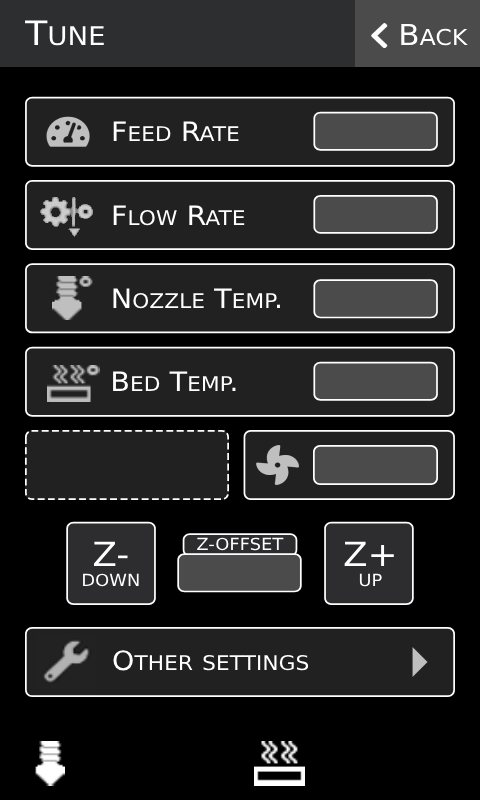 Tune
Back
Feed Rate
Flow Rate
Nozzle Temp.
Bed Temp.
Z-
DOWN
Z-OFFSET
Z+
UP
Other settings